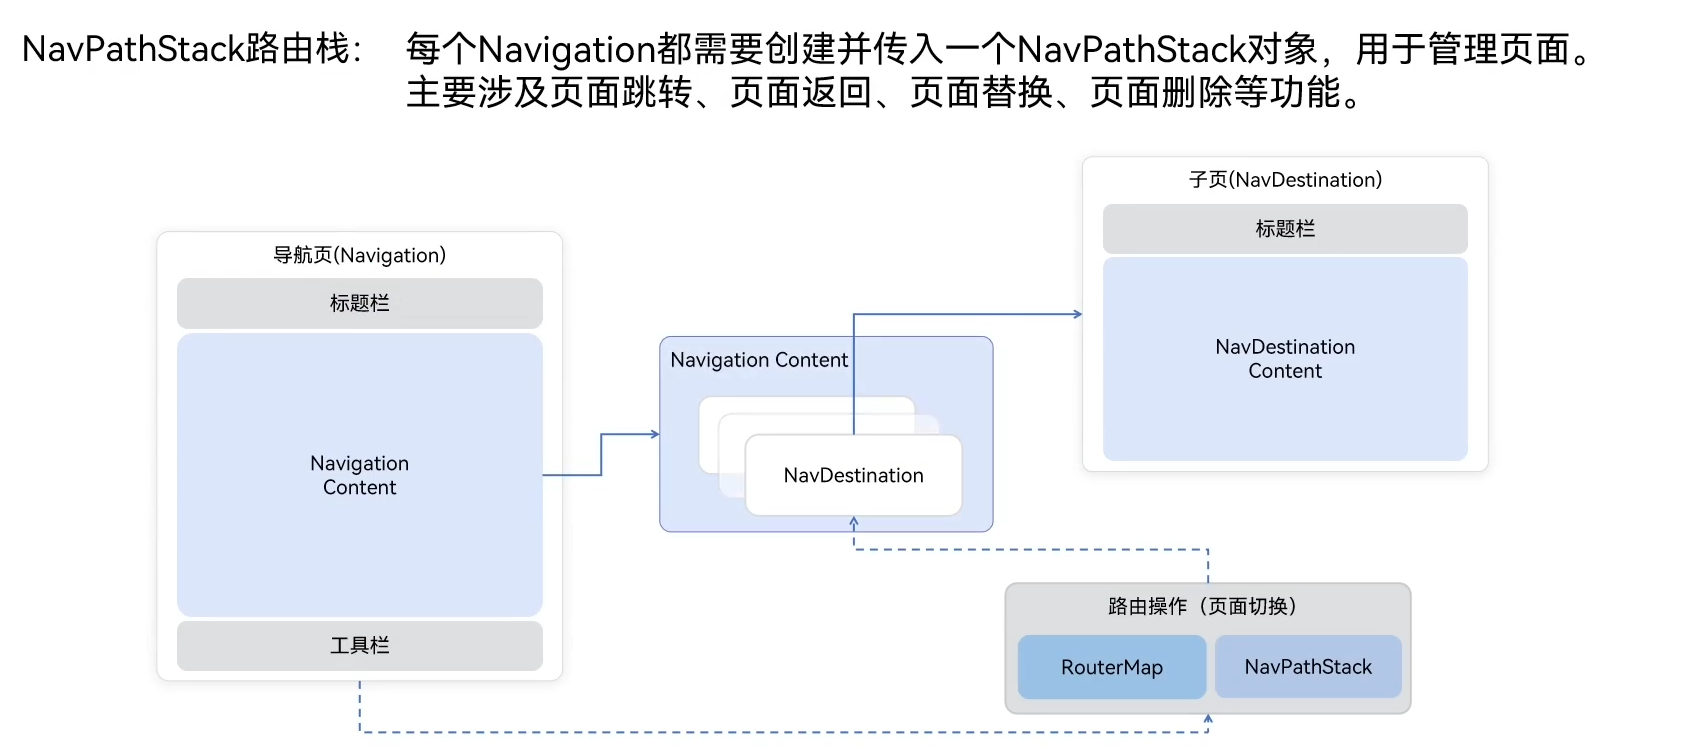 NavPathStack路由栈： 每个Navigation都需要创建并传入一个NavPathStack对象，用于管理页面。
主要涉及页面跳转、页面返回、页面替换、页面删除等功能。
导航页(Navigation)
标题栏
Navigation
Content
工具栏
Navigation Content
NavDestination
子页(NavDestination)
标题栏
NavDestination
Content
路由操作（页面切换）
RouterMap
NavPathStack